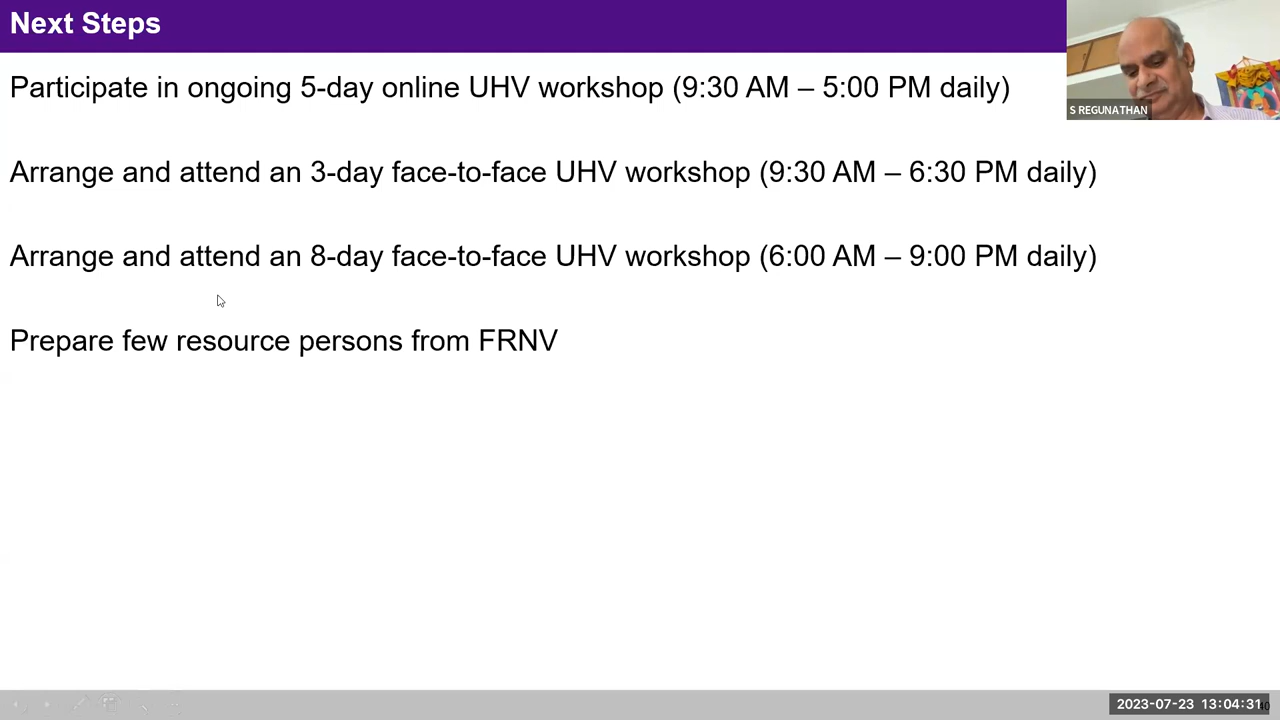 Next Steps
S REGUNATHAN
Participate in ongoing 5-day online UHV workshop (9:30 AM – 5:00 PM daily)
Arrange and attend an 3-day face-to-face UHV workshop (9:30 AM – 6:30 PM daily)
Arrange and attend an 8-day face-to-face UHV workshop (6:00 AM – 9:00 PM daily)
Prepare few resource persons from FRNV
2023-07-23 13:04:31